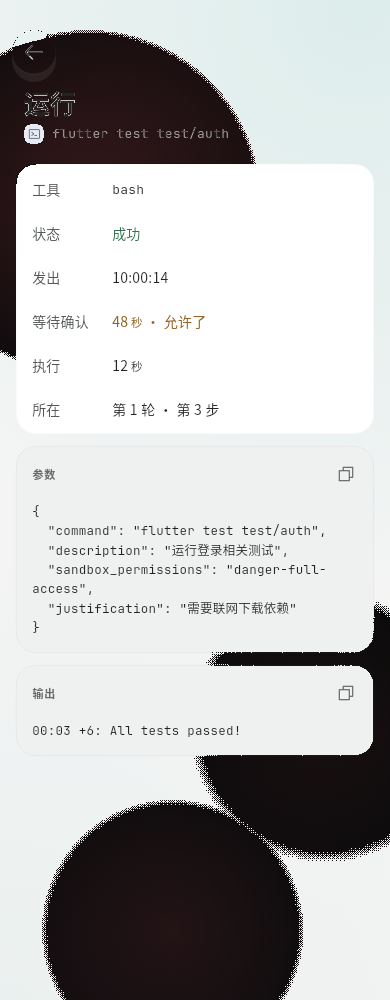 运行
flutter test test/auth
工具 bash
状态 成功
发出 10:00:14
等待确认 48 秒 · 允许了
执行 12 秒
所在 第 1 轮 · 第 3 步
参数
{
  "command": "flutter test test/auth",
  "description": "运行登录相关测试",
  "sandbox_permissions": "danger-full-
access",
  "justification": "需要联网下载依赖"
}
输出
00:03 +6: All tests passed!